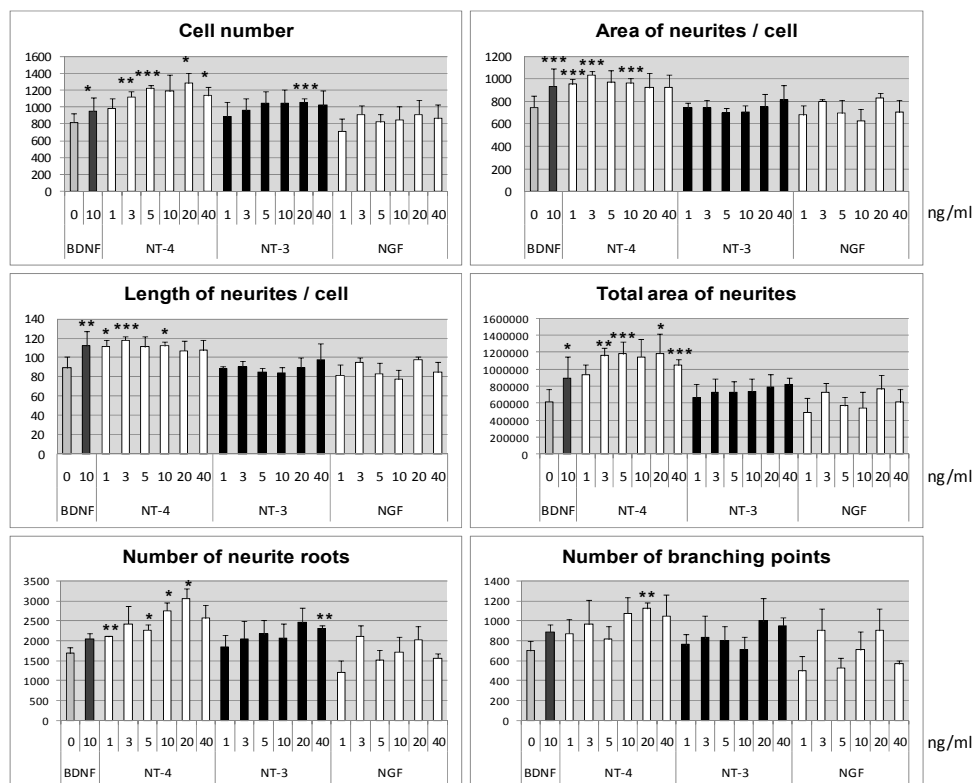 Cell number
* ** *** * * ***
1600
1400
1200
1000
800
600
400
200
0
0 10 1 3 5 10 20 40 1 3 5 10 20 40 1 3 5 10 20 40
BDNF NT-4 NT-3 NGF
Area of neurites / cell
*** *** *** ***
1200
1000
800
600
400
200
0
0 10 1 3 5 10 20 40 1 3 5 10 20 40 1 3 5 10 20 40 ng/ml
BDNF NT-4 NT-3 NGF
Length of neurites / cell
** * *** *
140
120
100
80
60
40
20
0
0 10 1 3 5 10 20 40 1 3 5 10 20 40 1 3 5 10 20 40
BDNF NT-4 NT-3 NGF
Total area of neurites
* ** *** * ***
1600000
1400000
1200000
1000000
800000
600000
400000
200000
0
0 10 1 3 5 10 20 40 1 3 5 10 20 40 1 3 5 10 20 40 ng/ml
BDNF NT-4 NT-3 NGF
Number of neurite roots
** * * * **
3500
3000
2500
2000
1500
1000
500
0
0 10 1 3 5 10 20 40 1 3 5 10 20 40 1 3 5 10 20 40
BDNF NT-4 NT-3 NGF
Number of branching points
**
1400
1200
1000
800
600
400
200
0
0 10 1 3 5 10 20 40 1 3 5 10 20 40 1 3 5 10 20 40 ng/ml
BDNF NT-4 NT-3 NGF